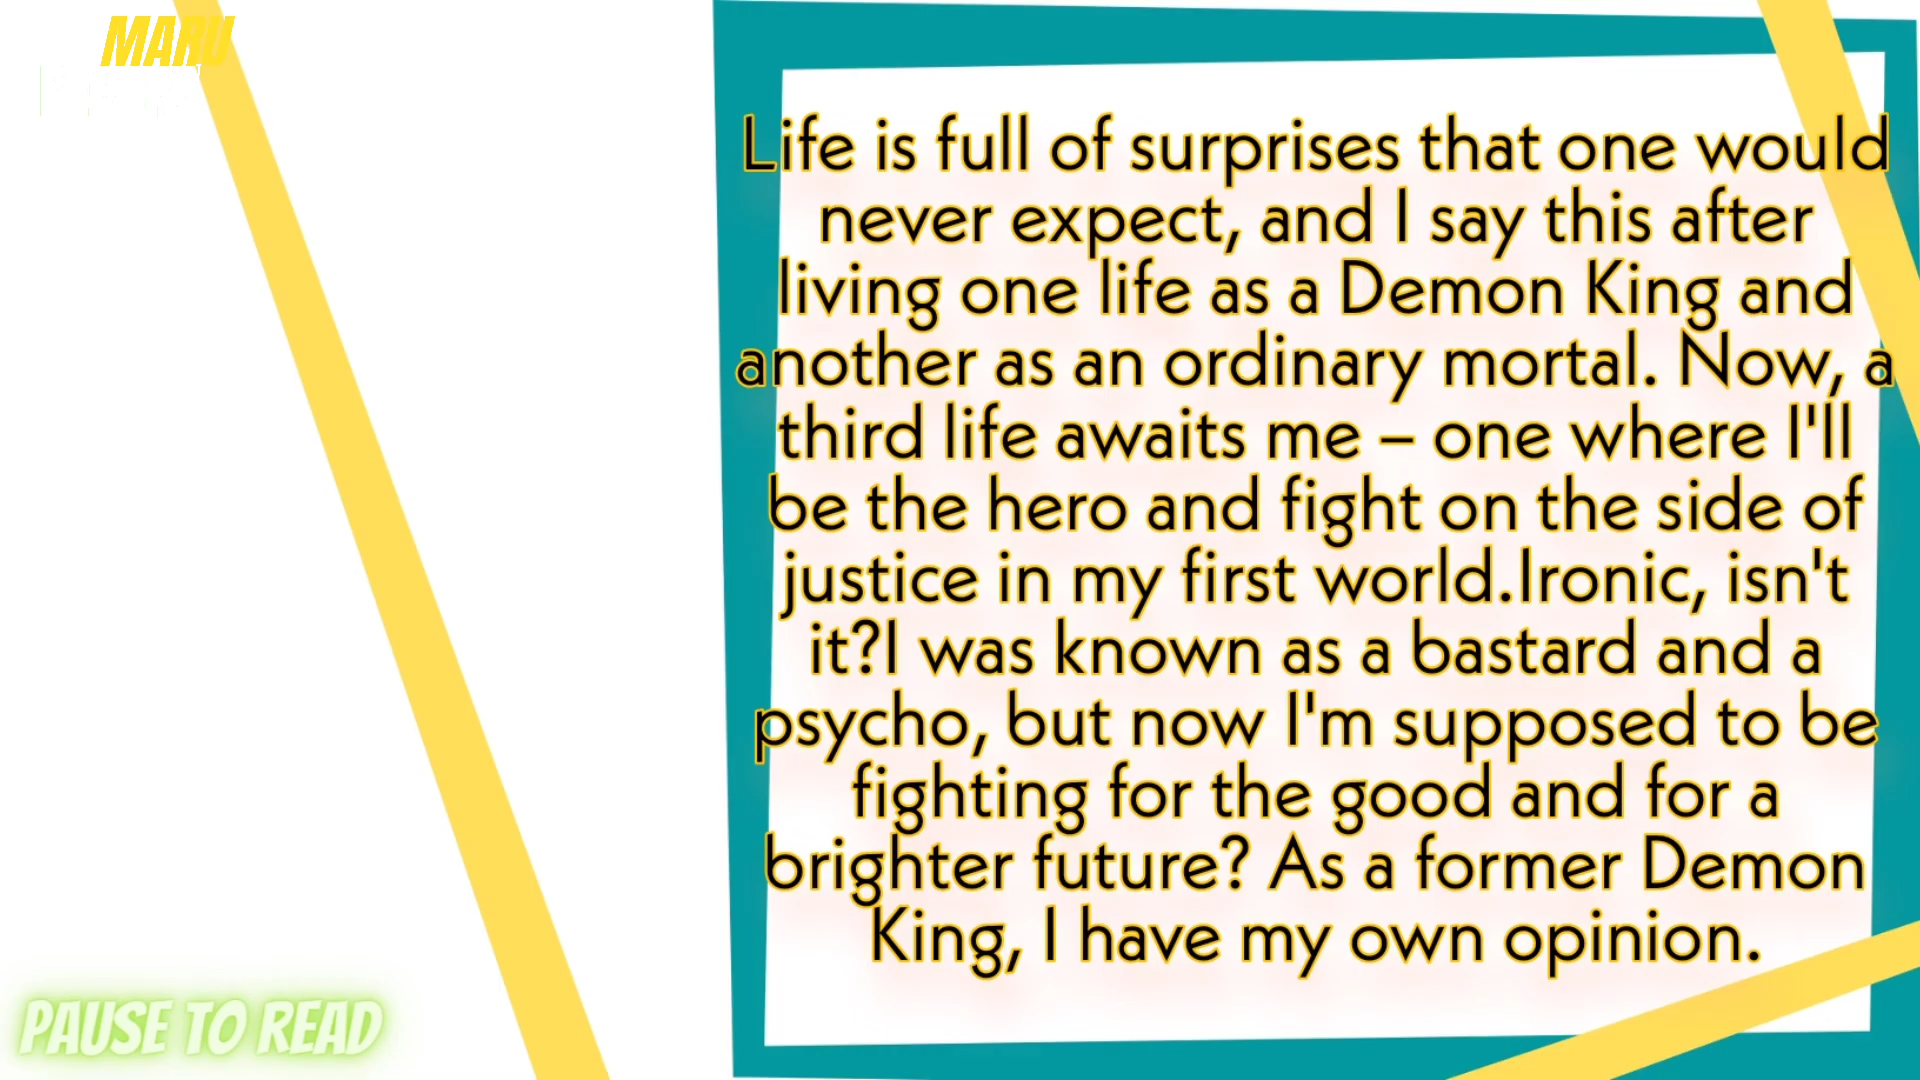 MARU
Life is full of surprises that one would
never expect, and I say this after
living one life as a Demon King and
another as an ordinary mortal. Now, a
third life awaits me – one where I'll
be the hero and fight on the side of
justice in my first world.Ironic, isn't
it?I was known as a bastard and a
psycho, but now I'm supposed to be
fighting for the good and for a
brighter future? As a former Demon
King, I have my own opinion.
PAUSE TO READ